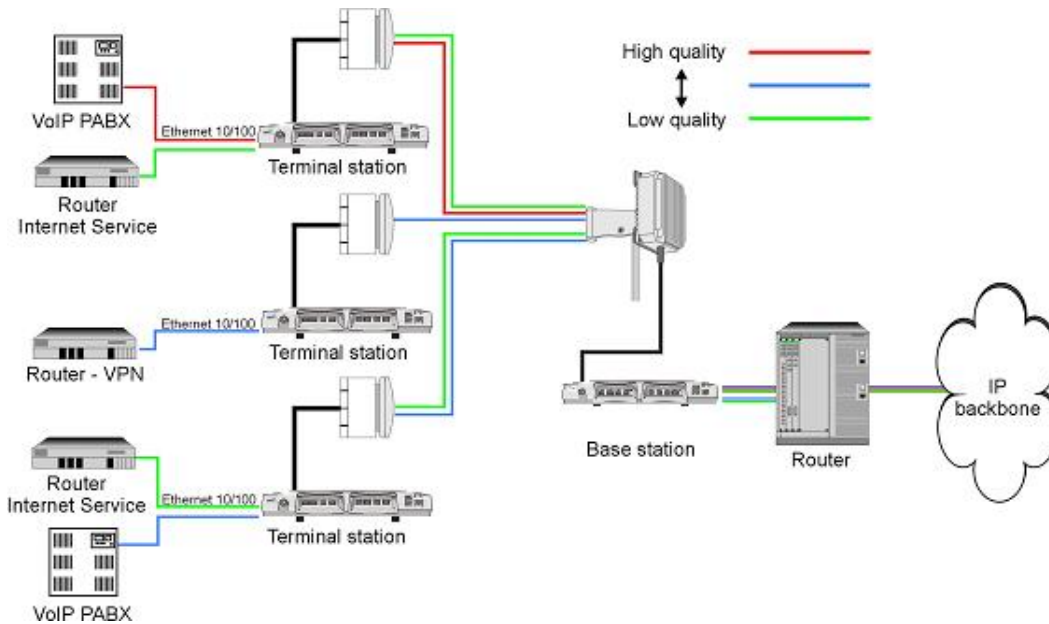 High quality
Low quality
VoIP PABX
Ethernet 10/100
Terminal station
Router
Internet Service
Ethernet 10/100
Router - VPN
Terminal station
IP
backbone
Base station
Router
Router
Internet Service
Ethernet 10/100
Terminal station
VoIP PABX